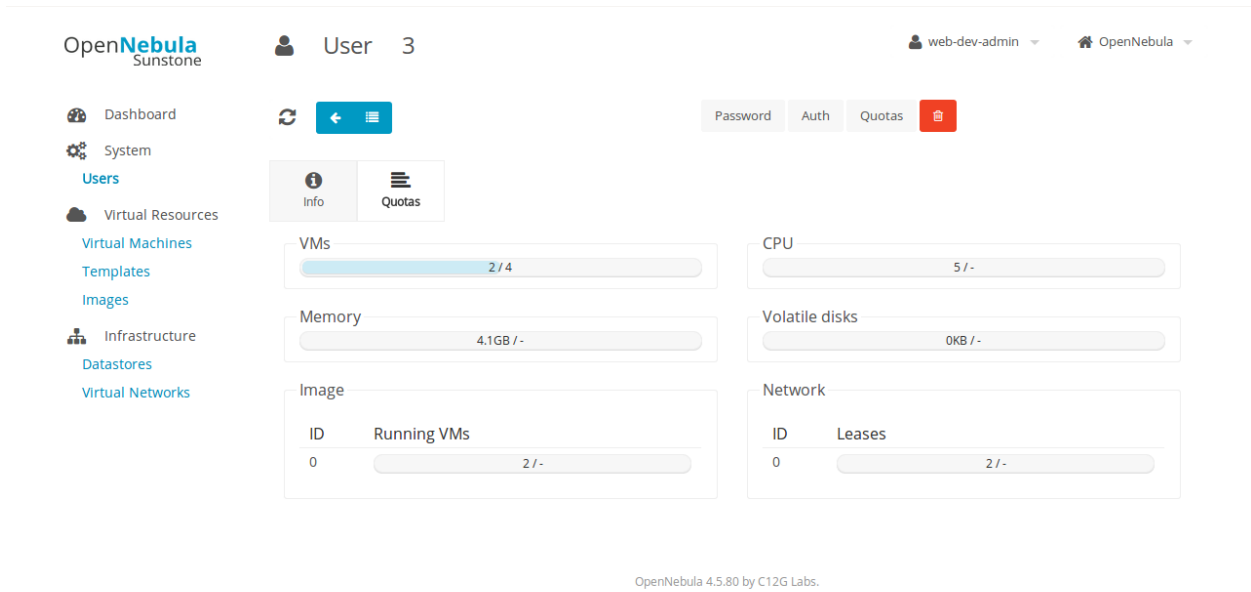 OpenNebula
Sunstone
User 3
web-dev-admin
OpenNebula
Dashboard
System
Users
Virtual Resources
Virtual Machines
Templates
Images
Infrastructure
Datastores
Virtual Networks
Password Auth Quotas
Info Quotas
VMs
2 / 4
CPU
5 / -
Memory
4.1GB / -
Volatile disks
0KB / -
Image
ID Running VMs
0 2 / -
Network
ID Leases
0 2 / -
OpenNebula 4.5.80 by C12G Labs.